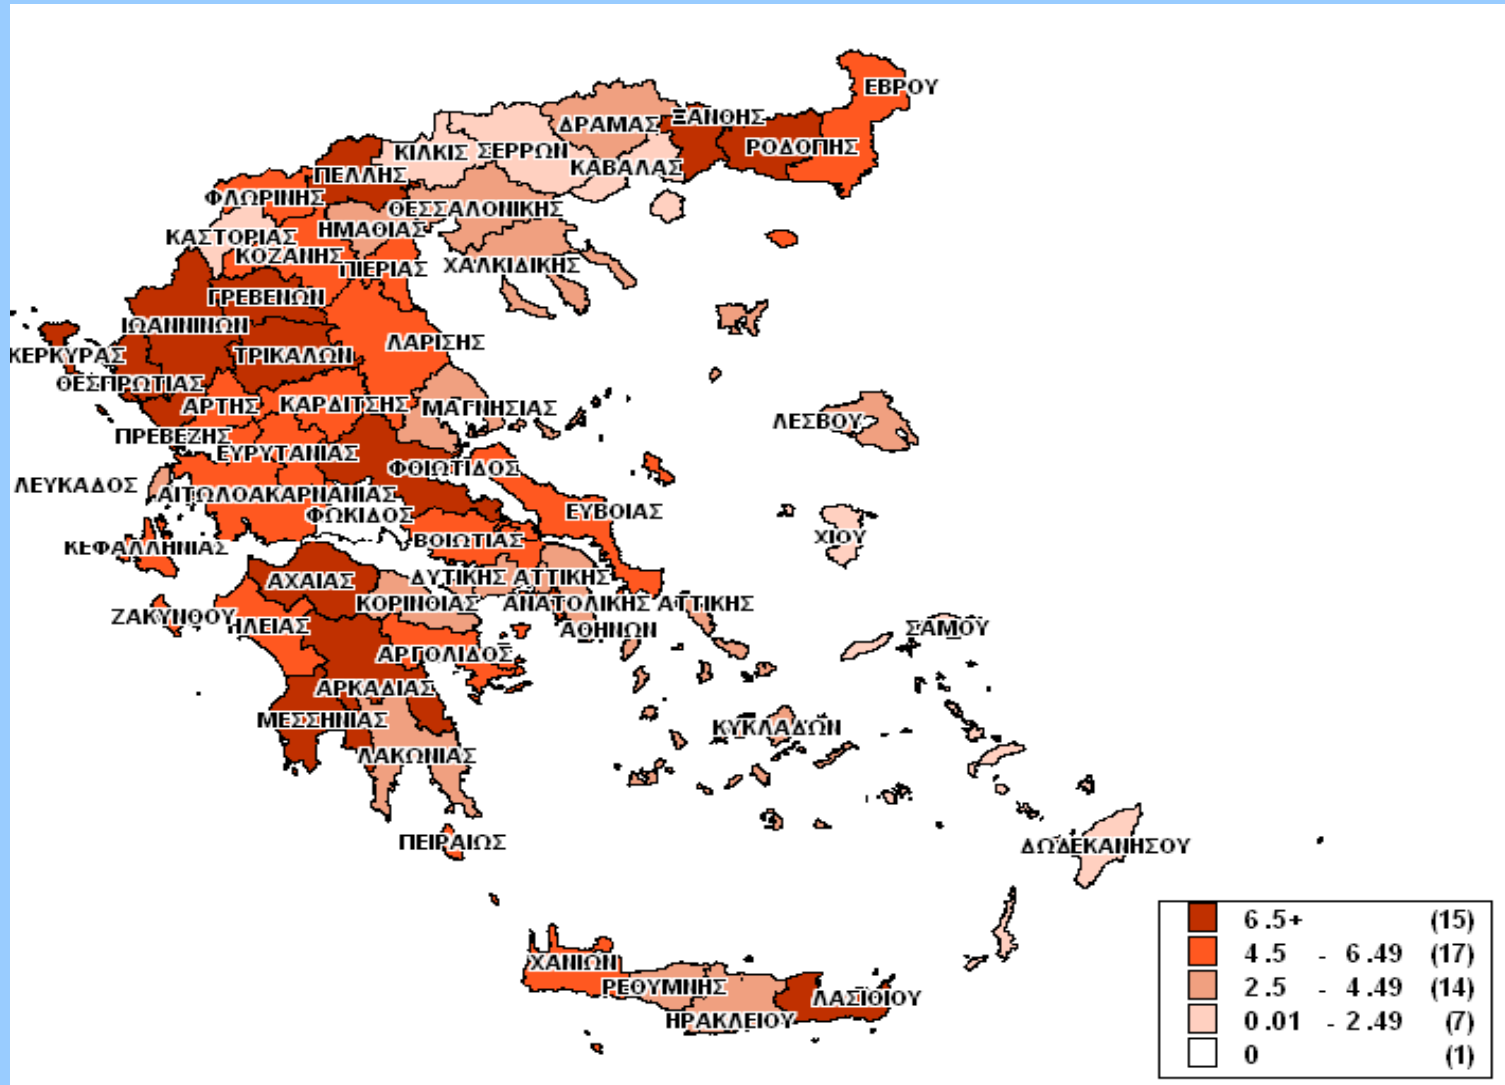 ΕΒΡΟΥ
ΞΑΝΘΗΣ
ΔΡΑΜΑΣ
ΡΟΔΟΠΗΣ
ΚΙΛΚΙΣ
ΣΕΡΡΩΝ
ΚΑΒΑΛΑΣ
ΠΕΛΛΗΣ
ΦΛΩΡΙΝΗΣ
ΘΕΣΣΑΛΟΝΙΚΗΣ
ΗΜΑΘΙΑΣ
ΚΑΣΤΟΡΙΑΣ
ΚΟΖΑΝΗΣ
ΠΙΕΡΙΑΣ
ΧΑΛΚΙΔΙΚΗΣ
ΓΡΕΒΕΝΩΝ
ΙΩΑΝΝΙΝΩΝ
ΛΑΡΙΣΗΣ
ΚΕΡΚΥΡΑΣ
ΤΡΙΚΑΛΩΝ
ΘΕΣΠΡΩΤΙΑΣ
ΑΡΤΗΣ
ΚΑΡΔΙΤΣΗΣ
ΜΑΓΝΗΣΙΑΣ
ΛΕΣΒΟΥ
ΠΡΕΒΕΖΗΣ
ΕΥΡΥΤΑΝΙΑΣ
ΦΘΙΩΤΙΔΟΣ
ΛΕΥΚΑΔΟΣ
ΑΙΤΩΛΟΑΚΑΡΝΑΝΙΑΣ
ΦΩΚΙΔΟΣ
ΕΥΒΟΙΑΣ
ΧΙΟΥ
ΒΟΙΩΤΙΑΣ
ΚΕΦΑΛΛΗΝΙΑΣ
ΑΧΑΙΑΣ
ΔΥΤΙΚΗΣ ΑΤΤΙΚΗΣ
ΚΟΡΙΝΘΙΑΣ
ΑΝΑΤΟΛΙΚΗΣ ΑΤΤΙΚΗΣ
ΖΑΚΥΝΘΟΥ
ΗΛΕΙΑΣ
ΑΘΗΝΩΝ
ΣΑΜΟΥ
ΑΡΓΟΛΙΔΟΣ
ΑΡΚΑΔΙΑΣ
ΜΕΣΣΗΝΙΑΣ
ΚΥΚΛΑΔΩΝ
ΛΑΚΩΝΙΑΣ
ΠΕΙΡΑΙΩΣ
ΔΩΔΕΚΑΝΗΣΟΥ
ΧΑΝΙΩΝ
ΡΕΘΥΜΝΗΣ
ΛΑΣΙΘΙΟΥ
ΗΡΑΚΛΕΙΟΥ
6.5+ (15)
4.5 - 6.49 (17)
2.5 - 4.49 (14)
0.01 - 2.49 (7)
0 (1)